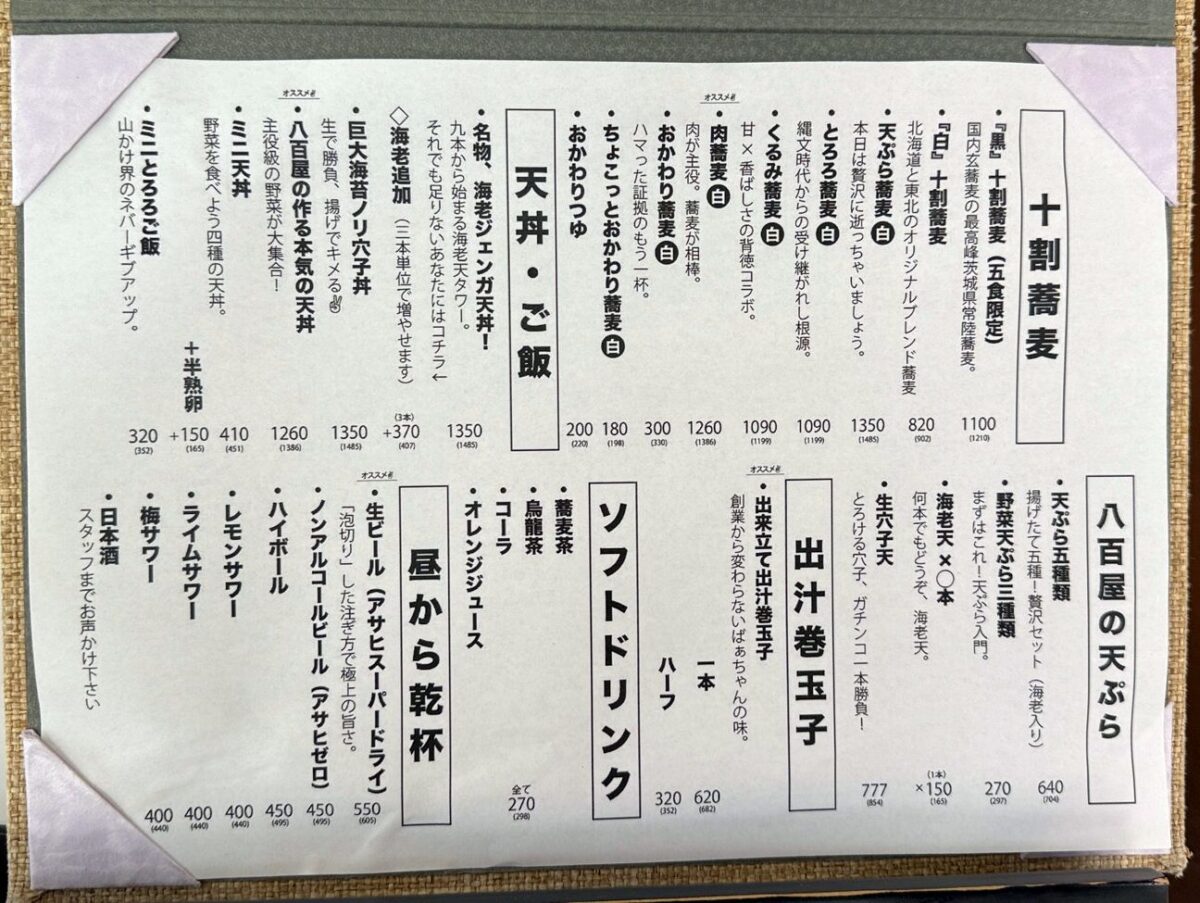 十割蕎麦
・『黒』十割蕎麦（五食限定）
国内玄蕎麦の最高峰茨城県常陸蕎麦。
1100
(1210)
・『白』十割蕎麦
北海道と東北のオリジナルブレンド蕎麦
820
(902)
・天ぷら蕎麦 白
本日は贅沢に逝っちゃいましょう。
1350
(1485)
・とろろ蕎麦 白
縄文時代からの受け継がれし根源。
1090
(1199)
・くるみ蕎麦 白
甘×香ばしさの背徳コラボ。
1090
(1199)
オススメ!!
・肉蕎麦 白
肉が主役。蕎麦が相棒。
1260
(1386)
・おかわり蕎麦 白
ハマった証拠のもう一杯。
300
(330)
・ちょこっとおかわり蕎麦 白
180
(198)
・おかわりつゆ
200
(220)
天丼・ご飯
・名物、海老ジェンガ天丼！
九本から始まる海老天タワー。
それでも足りないあなたにはコチラ←
1350
(1485)
◇海老追加（三本単位で増やせます）
(3本)
+370
(407)
・巨大海苔ノリ穴子丼
生で勝負、揚げでキメる✌
1350
(1485)
オススメ!!
・八百屋の作る本気の天丼
主役級の野菜が大集合！
1260
(1386)
・ミニ天丼
野菜を食べよう四種の天丼。
410
(451)
＋半熟卵
+150
(165)
・ミニとろろご飯
山かけ界のネバーギブアップ。
320
(352)
八百屋の天ぷら
・天ぷら五種類
揚げたて五種！贅沢セット（海老入り）
640
(704)
・野菜天ぷら三種類
まずはこれ！天ぷら入門。
270
(297)
・海老天×〇本
何本でもどうぞ、海老天。
(1本)
×150
(165)
・生穴子天
とろける穴子、ガチンコ一本勝負！
777
(854)
出汁巻玉子
オススメ!!
・出来立て出汁巻玉子
創業から変わらないばぁちゃんの味。
一本
620
(682)
ハーフ
320
(352)
ソフトドリンク
・蕎麦茶
・烏龍茶
・コーラ
・オレンジジュース
全て
270
(298)
昼から乾杯
オススメ!!
・生ビール（アサヒスーパードライ）
「泡切り」した注ぎ方で極上の旨さ。
550
(605)
・ノンアルコールビール（アサヒゼロ）
450
(495)
・ハイボール
450
(495)
・レモンサワー
400
(440)
・ライムサワー
400
(440)
・梅サワー
400
(440)
・日本酒
スタッフまでお声かけ下さい